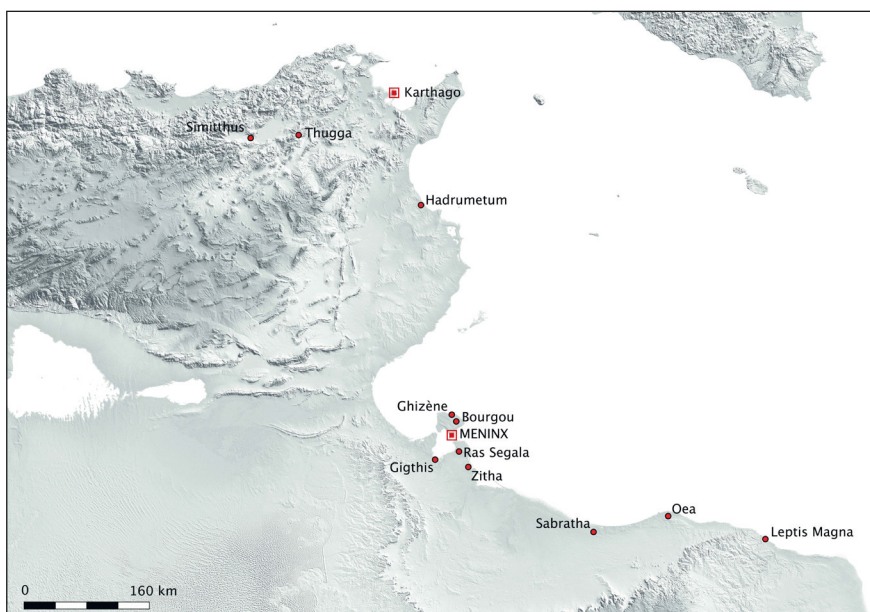 Karthago
Simitthus
Thugga
Hadrumetum
Ghizène
Bourgou
MENINX
Ras Segala
Gigthis
Zitha
Oea
Sabratha
Leptis Magna
0 160 km